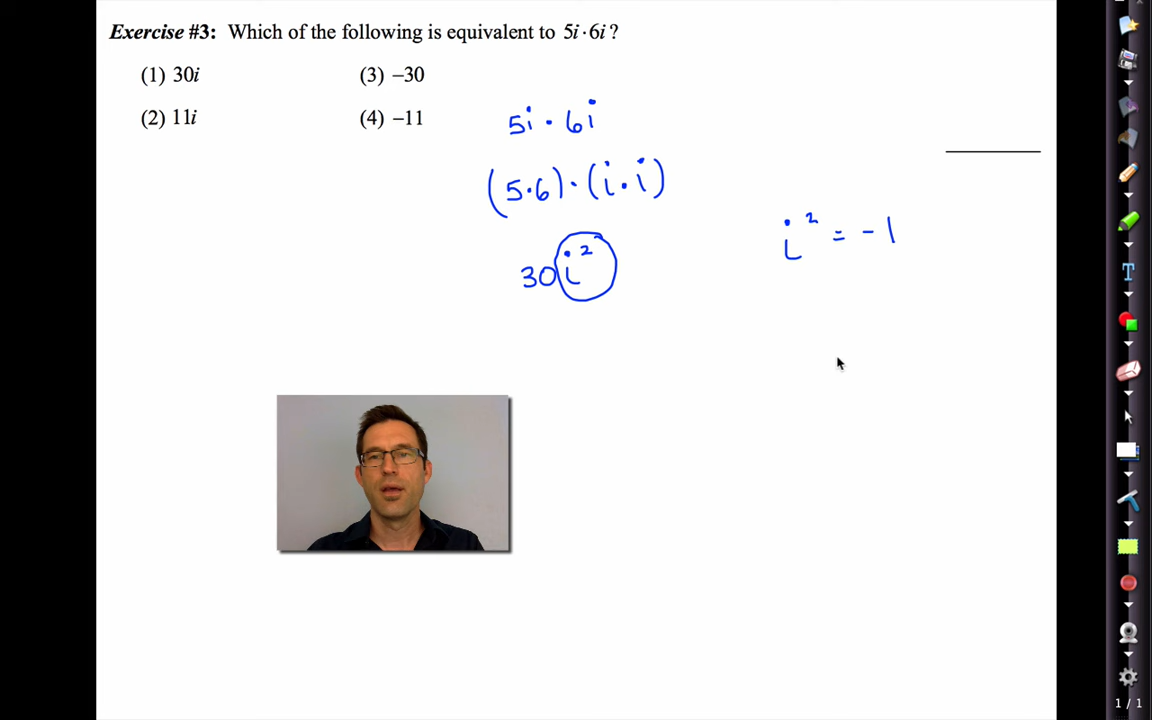 Exercise #3: Which of the following is equivalent to 5i·6i?
(1) 30i (3) –30
(2) 11i (4) –11
5i · 6i
(5·6)·(i·i)
30i²
i² = -1
1 / 1